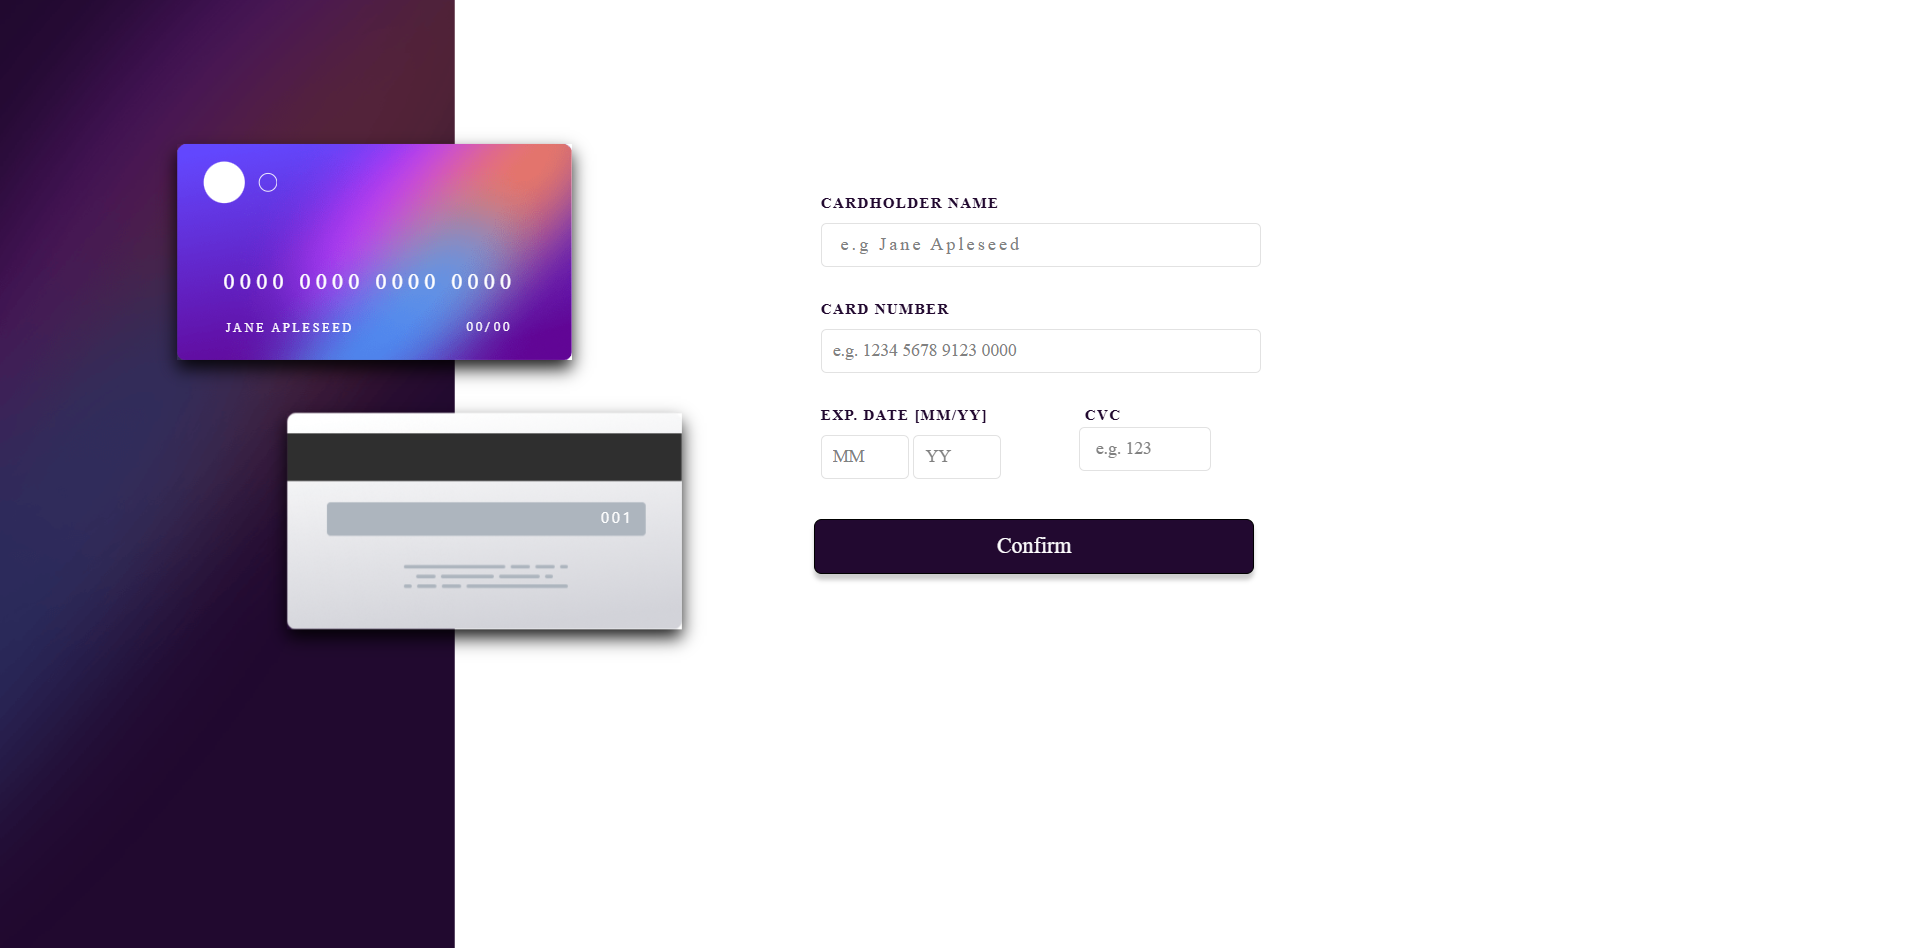 0000 0000 0000 0000
JANE APLESEED 00/00
001
CARDHOLDER NAME
e.g Jane Apleseed
CARD NUMBER
e.g. 1234 5678 9123 0000
EXP. DATE [MM/YY] CVC
MM YY e.g. 123
Confirm